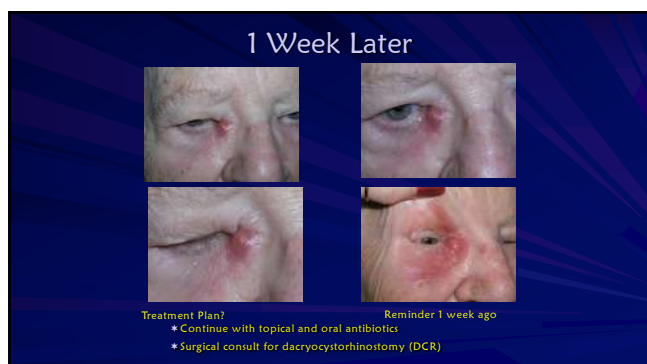 1 Week Later
Treatment Plan?
Reminder 1 week ago
✶Continue with topical and oral antibiotics
✶Surgical consult for dacryocystorhinostomy (DCR)